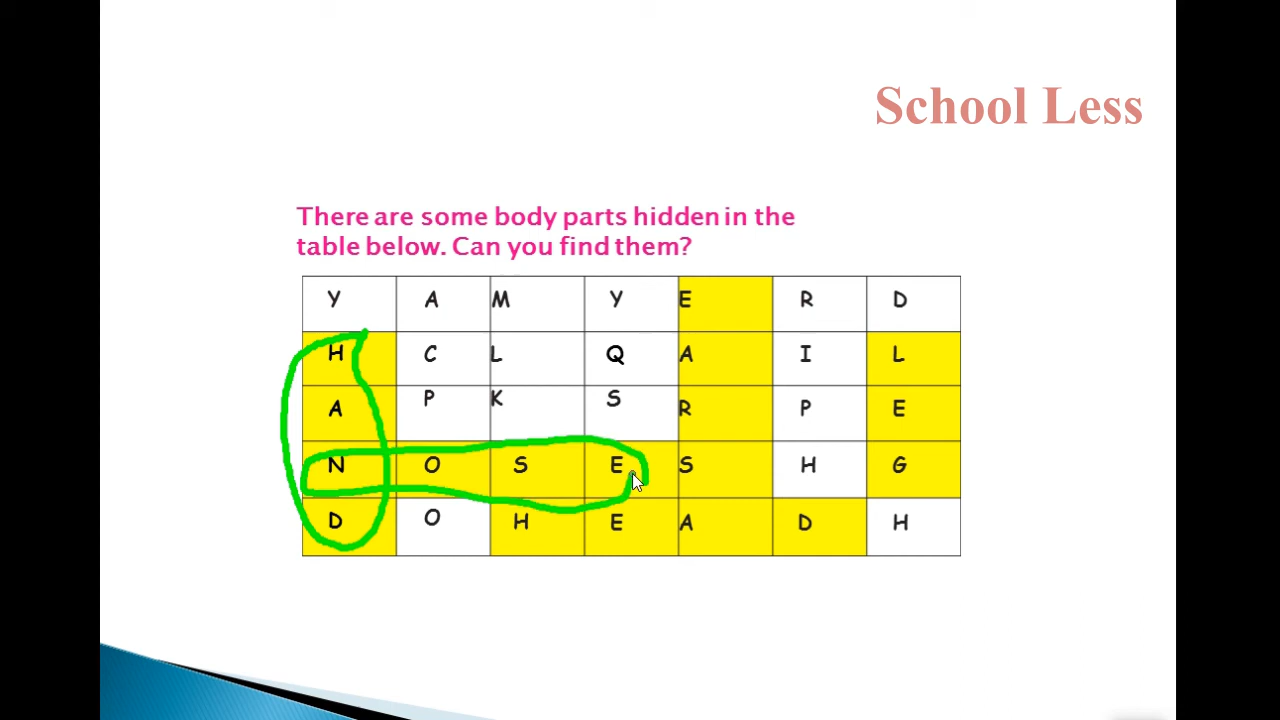 School Less
There are some body parts hidden in the
table below. Can you find them?
Y A M Y E R D
H C L Q A I L
A P K S R P E
N O S E S H G
D O H E A D H